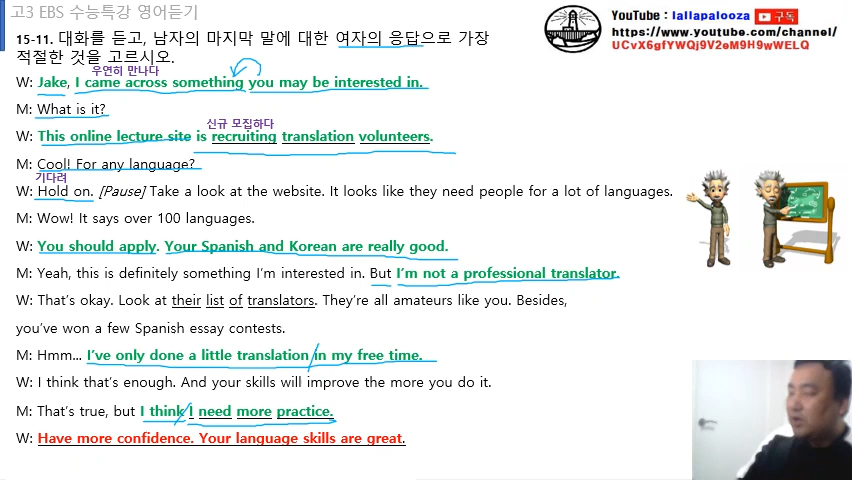 고3 EBS 수능특강 영어듣기
YouTube : lallapalooza 구독
https://www.youtube.com/channel/
UCvX6gfYWQj9V2eM9H9wWELQ
15-11. 대화를 듣고, 남자의 마지막 말에 대한 여자의 응답으로 가장
적절한 것을 고르시오.
우연히 만나다
W: Jake, I came across something you may be interested in.
M: What is it?
신규 모집하다
W: This online lecture site is recruiting translation volunteers.
M: Cool! For any language?
기다려
W: Hold on. [Pause] Take a look at the website. It looks like they need people for a lot of languages.
M: Wow! It says over 100 languages.
W: You should apply. Your Spanish and Korean are really good.
M: Yeah, this is definitely something I'm interested in. But I'm not a professional translator.
W: That's okay. Look at their list of translators. They're all amateurs like you. Besides,
you've won a few Spanish essay contests.
M: Hmm... I've only done a little translation in my free time.
W: I think that's enough. And your skills will improve the more you do it.
M: That's true, but I think I need more practice.
W: Have more confidence. Your language skills are great.